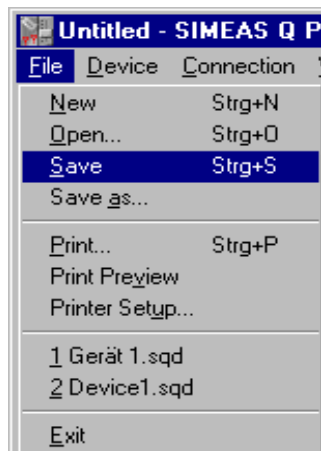 Untitled - SIMEAS Q P
File Device Connection
New Strg+N
Open... Strg+O
Save Strg+S
Save as...
Print... Strg+P
Print Preview
Printer Setup...
1 Gerät 1.sqd
2 Device1.sqd
Exit